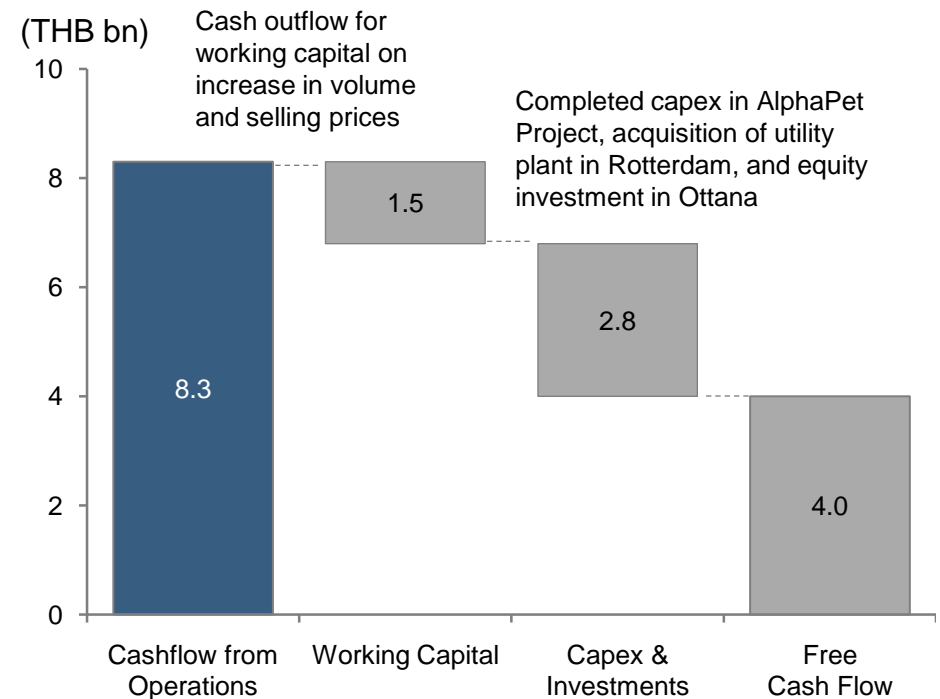 (THB bn)
Cash outflow for
working capital on
increase in volume
and selling prices
Completed capex in AlphaPet
Project, acquisition of utility
plant in Rotterdam, and equity
investment in Ottana
10
8
6
4
2
0
8.3
1.5
2.8
4.0
Cashflow from
Operations
Working Capital
Capex &
Investments
Free
Cash Flow